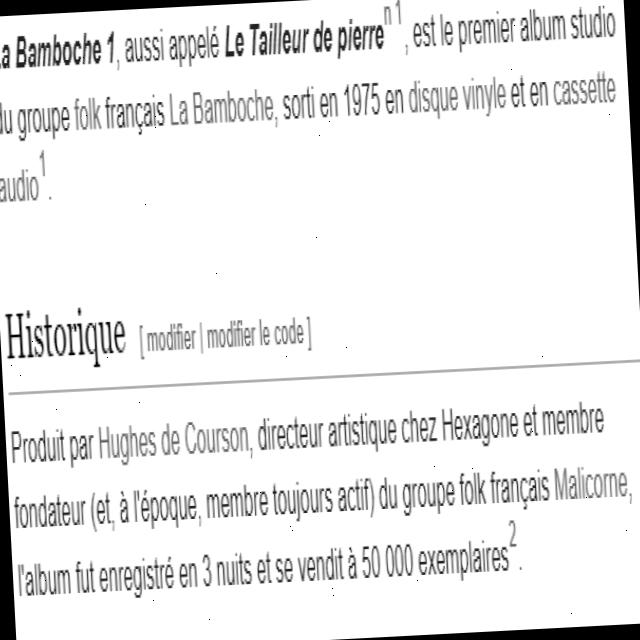 La Bamboche 1, aussi appelé Le Tailleur de pierre n 1, est le premier album studio
du groupe folk français La Bamboche, sorti en 1975 en disque vinyle et en cassette
audio 1.
Historique [ modifier | modifier le code ]
Produit par Hughes de Courson, directeur artistique chez Hexagone et membre
fondateur (et, à l'époque, membre toujours actif) du groupe folk français Malicorne,
l'album fut enregistré en 3 nuits et se vendit à 50 000 exemplaires 2.